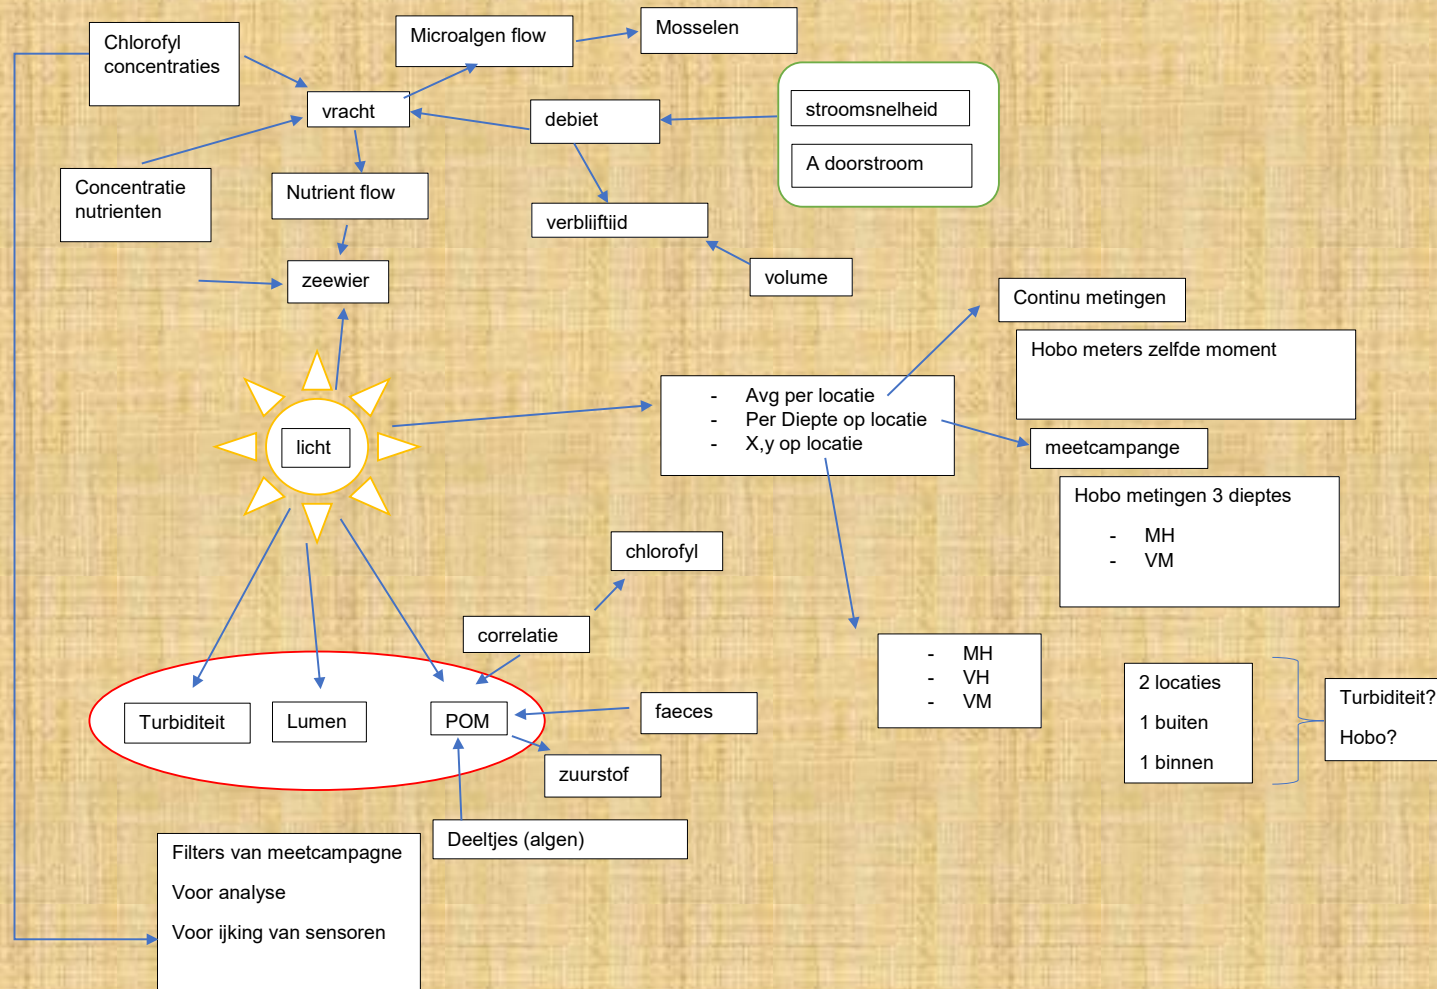 Chlorofyl
concentraties
Microalgen flow
Mosselen
vracht
debiet
stroomsnelheid
A doorstroom
Concentratie
nutrienten
Nutrient flow
verblijftijd
zeewier
volume
Continu metingen
Hobo meters zelfde moment
- Avg per locatie
- Per Diepte op locatie
- X,y op locatie
licht
meetcampange
Hobo metingen 3 dieptes
- MH
- VM
chlorofyl
correlatie
- MH
- VH
- VM
2 locaties
1 buiten
1 binnen
Turbiditeit?
Hobo?
Turbiditeit
Lumen
POM
faeces
zuurstof
Deeltjes (algen)
Filters van meetcampagne
Voor analyse
Voor ijking van sensoren